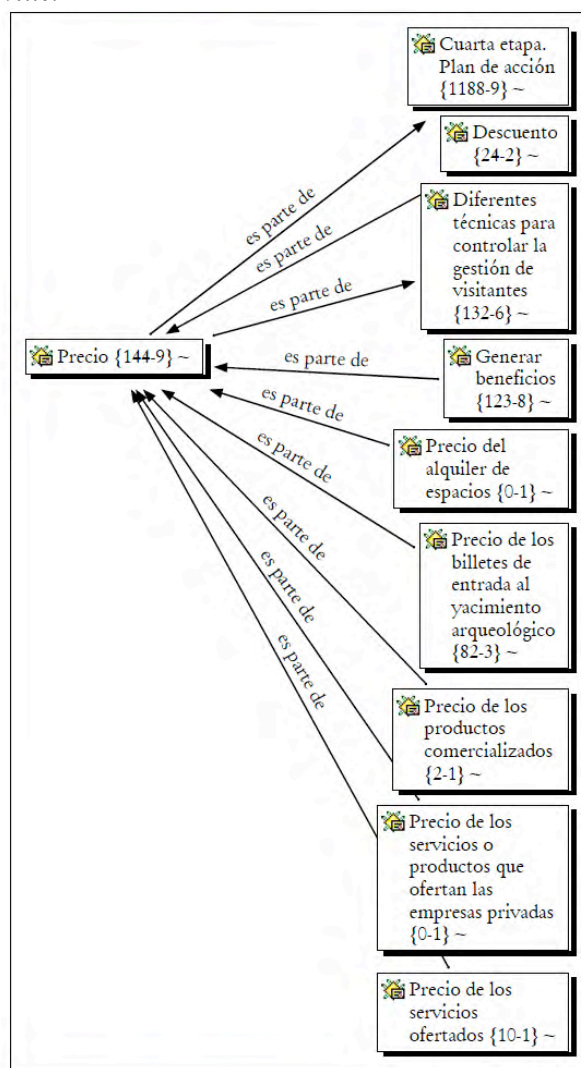 Cuarta etapa.
Plan de acción
{1188-9} ~
Descuento
{24-2} ~
es parte de
es parte de
Diferentes
técnicas para
controlar la
gestión de
visitantes
{132-6} ~
es parte de
Precio {144-9} ~
es parte de
Generar
beneficios
{123-8} ~
es parte de
Precio del
alquiler de
espacios {0-1} ~
es parte de
Precio de los
billetes de
entrada al
yacimiento
arqueológico
{82-3} ~
es parte de
es parte de
es parte de
Precio de los
productos
comercializados
{2-1} ~
Precio de los
servicios o
productos que
ofertan las
empresas privadas
{0-1} ~
Precio de los
servicios
ofertados {10-1} ~